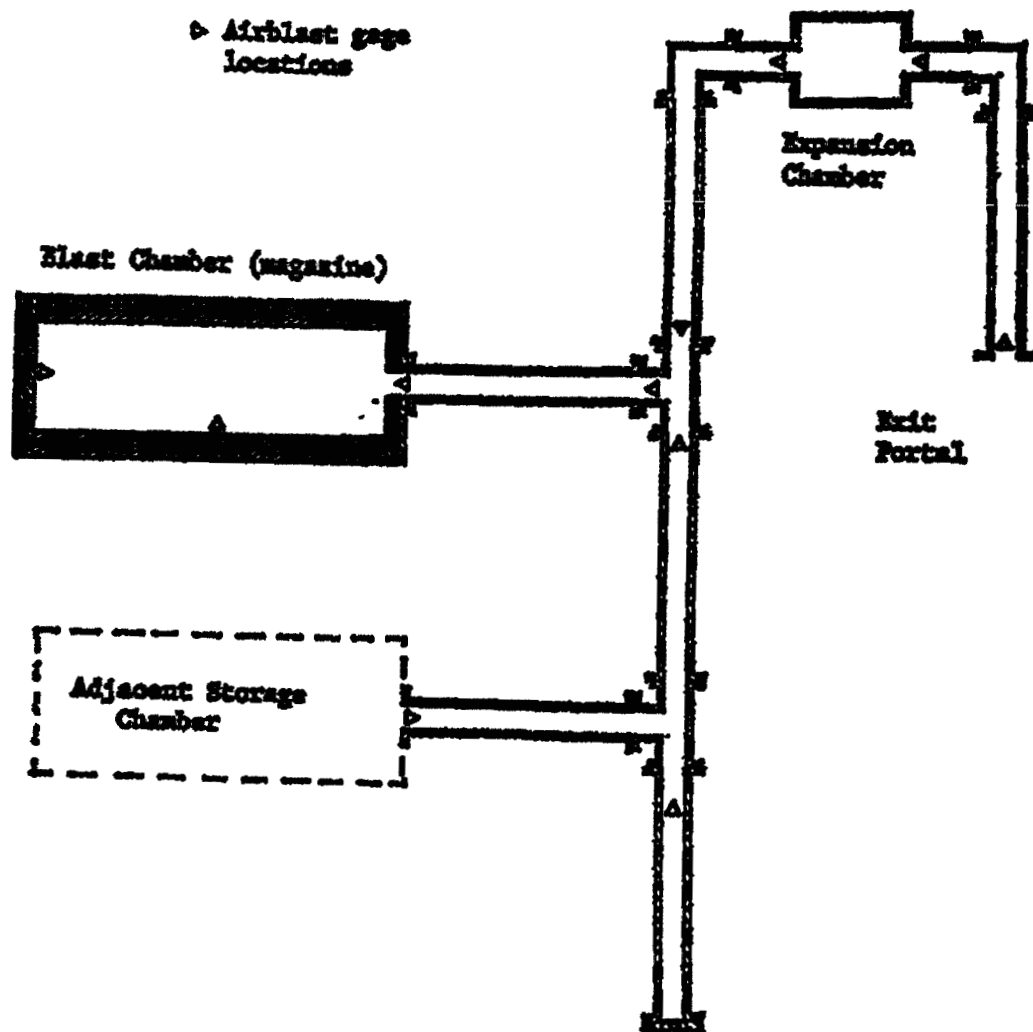 Airblast gage
locations
Expansion
Chamber
Blast Chamber (magazine)
Exit
Portal
Adjacent Storage
Chamber